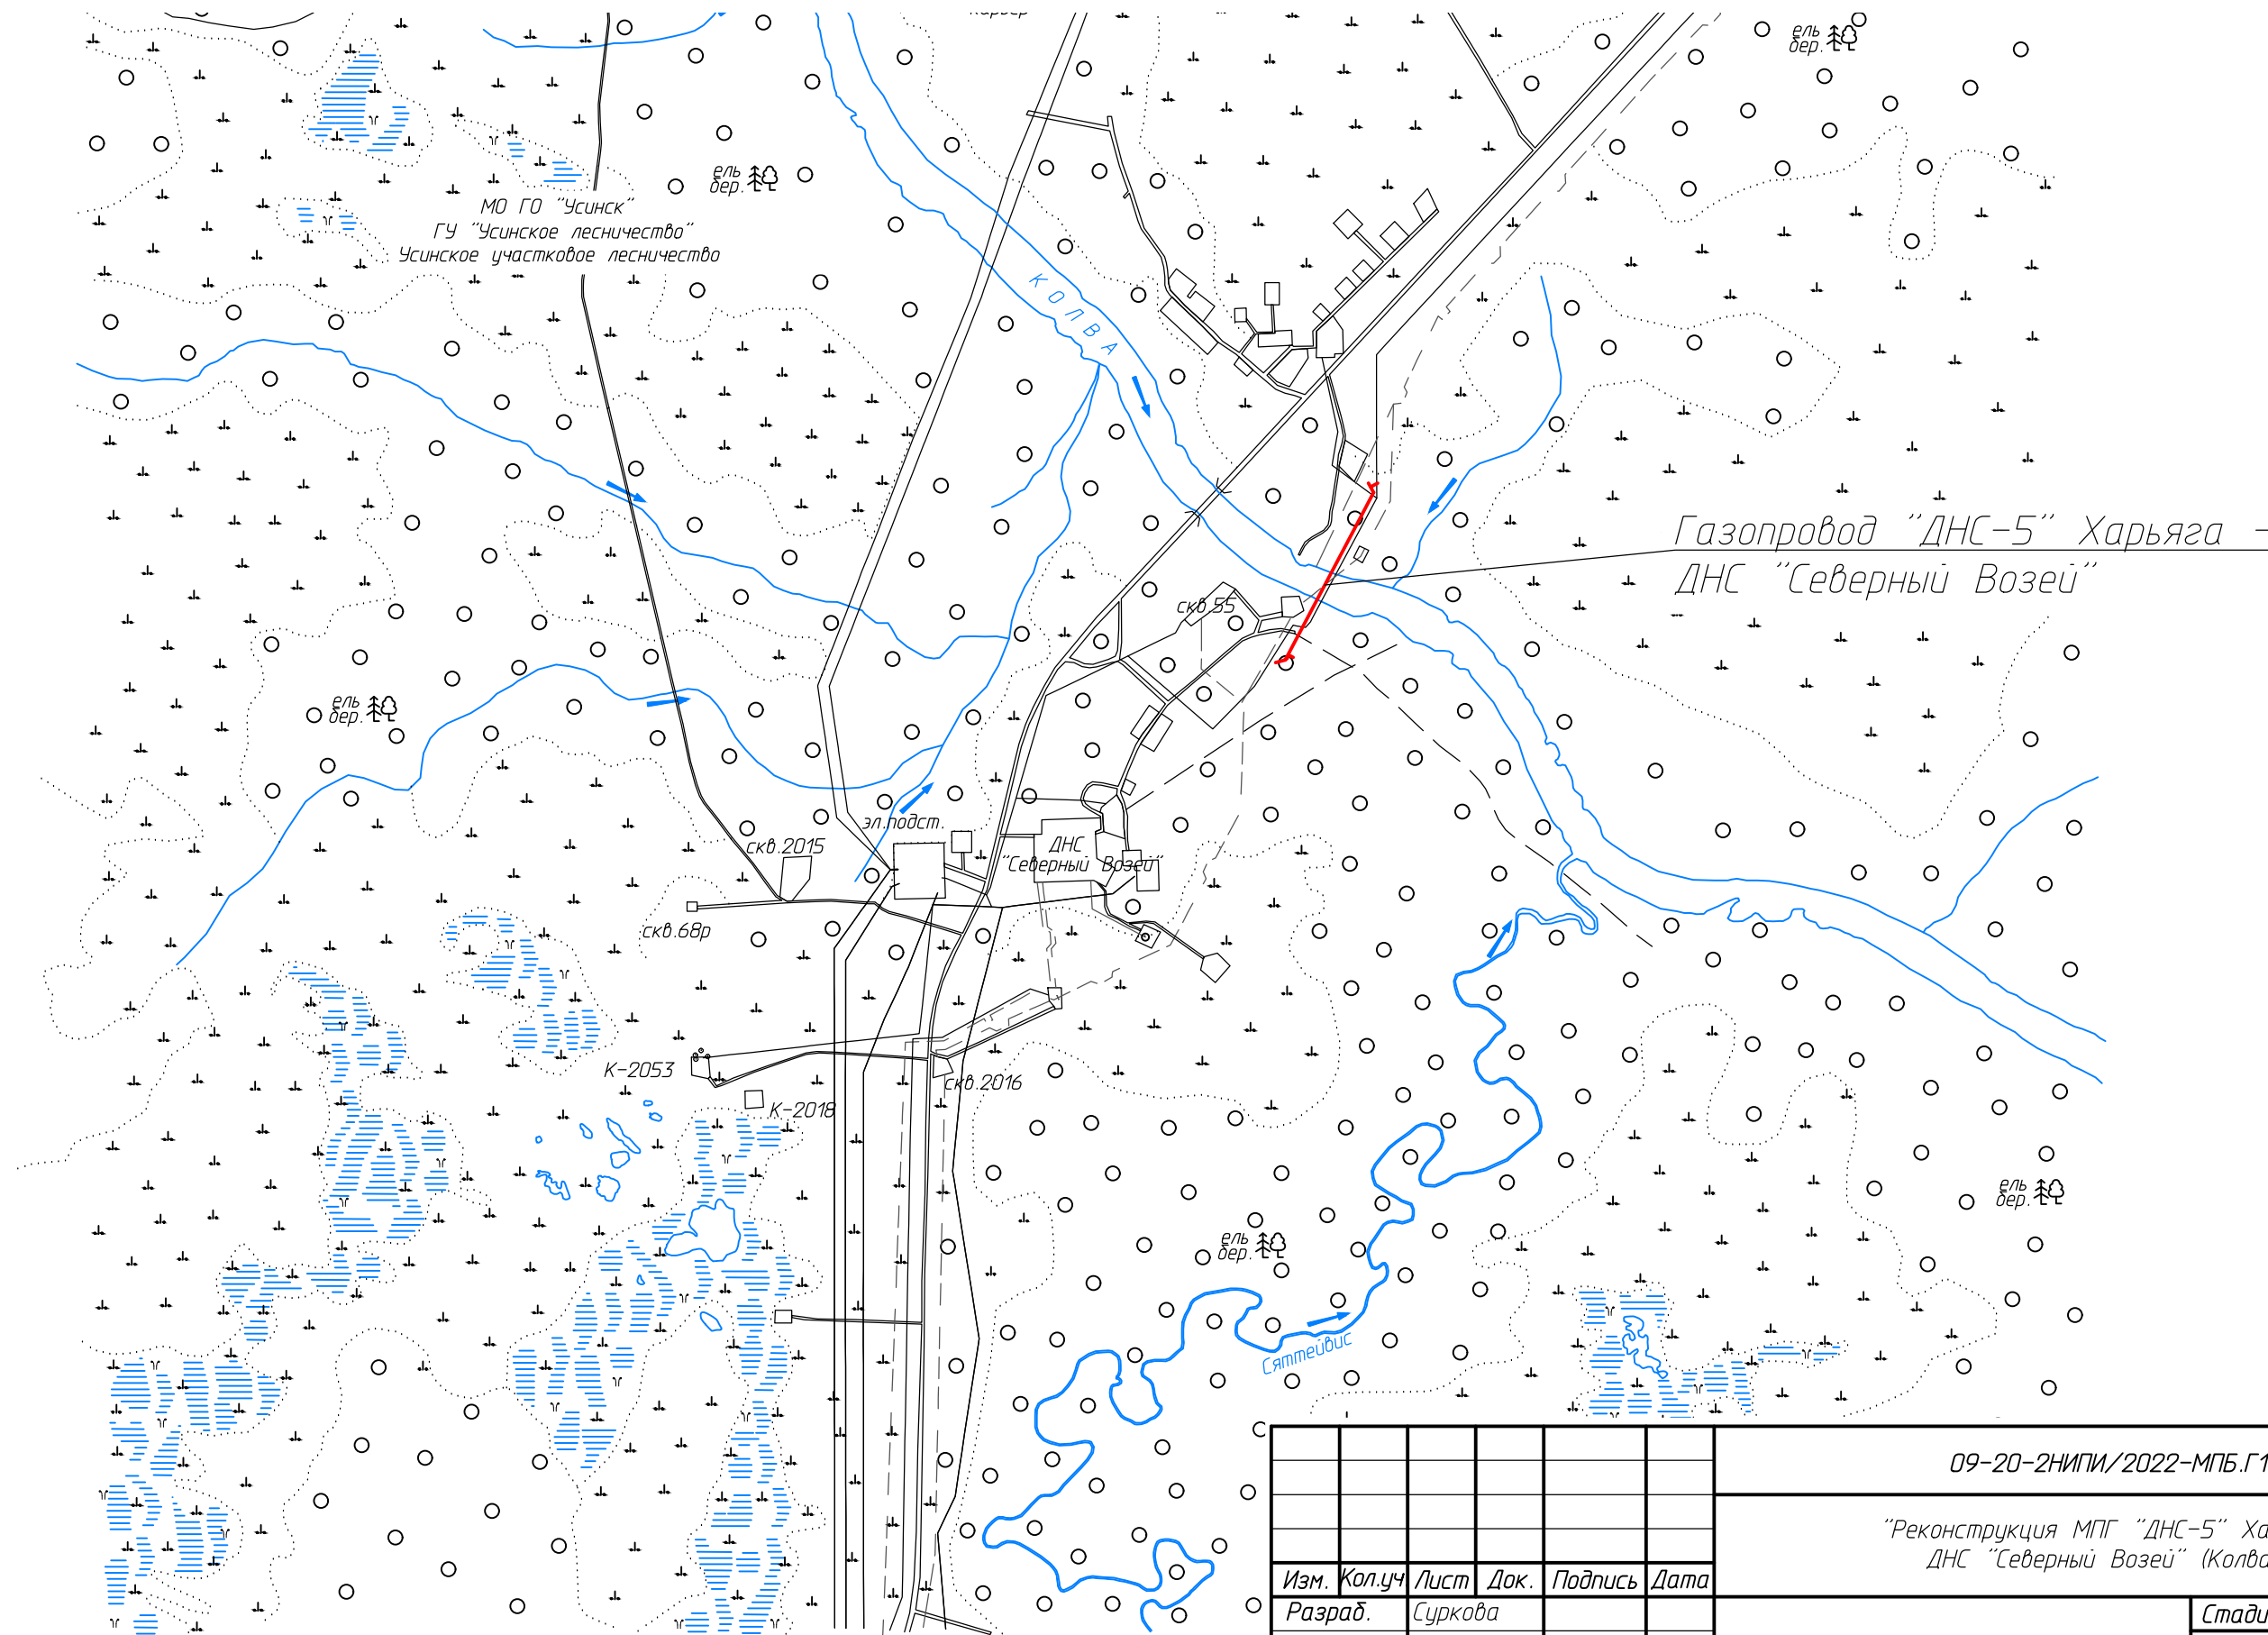 ель
бер.
ель
бер.
МО ГО "Усинск"
ГУ "Усинское лесничество"
Усинское участковое лесничество
КОЛВА
Газопровод "ДНС-5" Харьяга -
ДНС "Северный Возей"
скв.55
ель
бер.
эл.подст.
скв.2015
ДНС
"Северный Возей"
скв.68р
К-2053
скв.2016
К-2018
ель
бер.
ель
бер.
Сяттейвис
09-20-2НИПИ/2022-МПБ.Г1
"Реконструкция МПГ "ДНС-5" Ха
ДНС "Северный Возей" (Колва
Изм. Кол.уч Лист Док. Подпись Дата
Разраб. Суркова
Стади